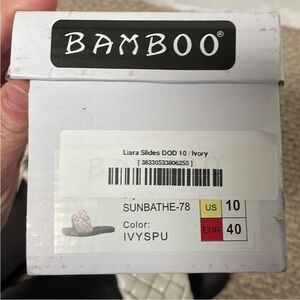 BAMBOO®
Liara Slides DOD 10 / Ivory
[ 38330533806255 ]
SUNBATHE-78
US 10
Color:
IVYSPU
EUR 40